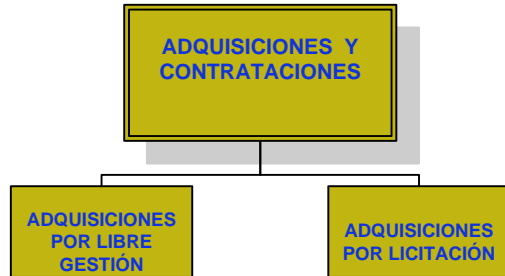 ADQUISICIONES Y
CONTRATACIONES
ADQUISICIONES
POR LIBRE
GESTIÓN
ADQUISICIONES
POR LICITACIÓN